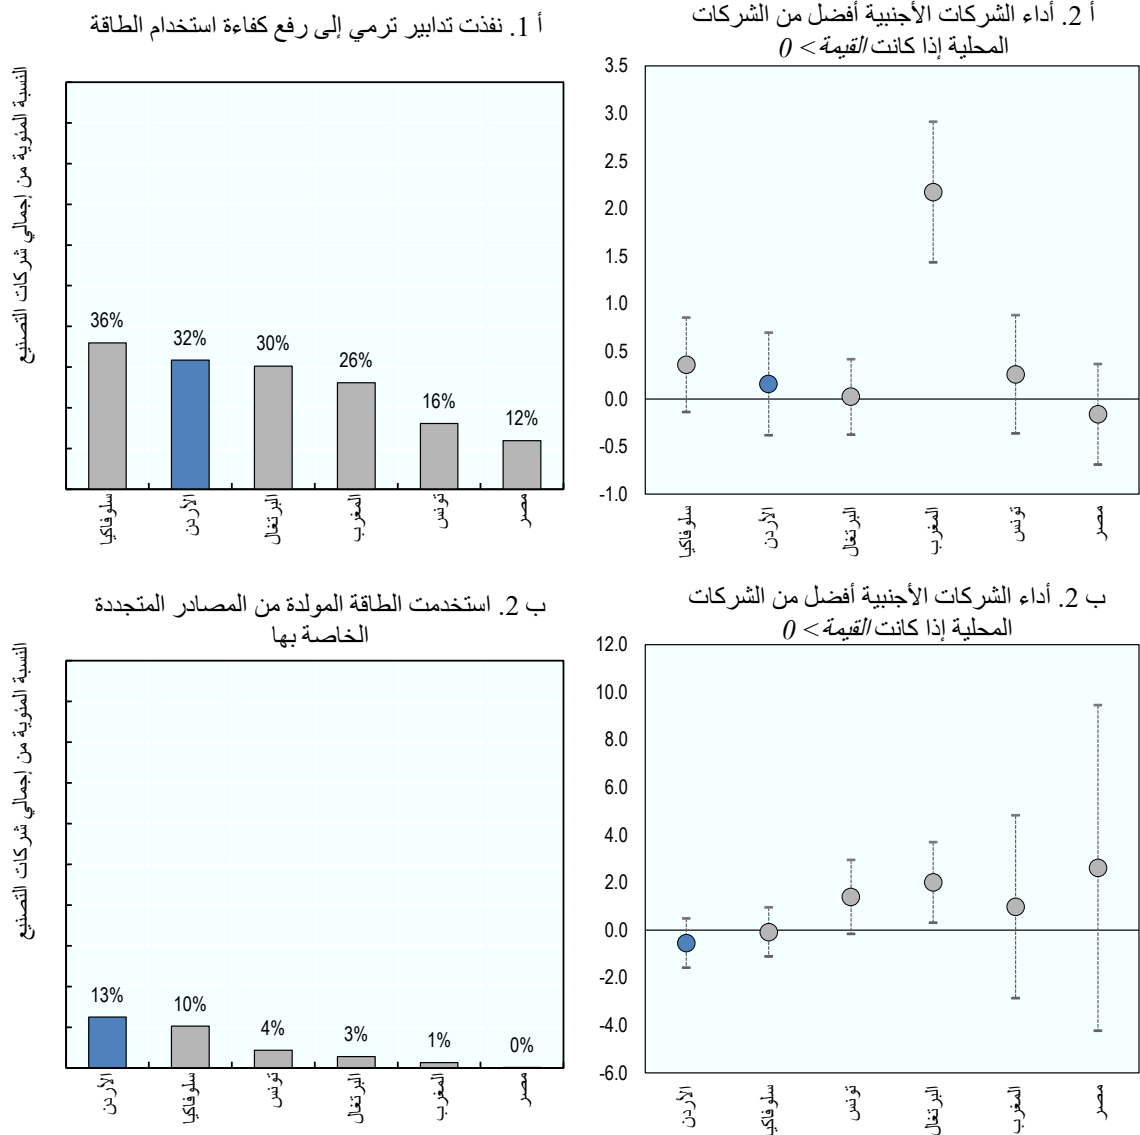 أ 1. نفذت تدابير ترمي إلى رفع كفاءة استخدام الطاقة
النسبة المئوية من إجمالي شركات التصنيع
36%
32%
30%
26%
16%
12%
سلوفاكيا
الأردن
البرتغال
المغرب
تونس
مصر
أ 2. أداء الشركات الأجنبية أفضل من الشركات
المحلية إذا كانت القيمة > 0
3.5
3.0
2.5
2.0
1.5
1.0
0.5
0.0
-0.5
-1.0
سلوفاكيا
الأردن
البرتغال
المغرب
تونس
مصر
ب 2. استخدمت الطاقة المولدة من المصادر المتجددة
الخاصة بها
النسبة المئوية من إجمالي شركات التصنيع
13%
10%
4%
3%
1%
0%
الأردن
سلوفاكيا
تونس
البرتغال
المغرب
مصر
ب 2. أداء الشركات الأجنبية أفضل من الشركات
المحلية إذا كانت القيمة > 0
12.0
10.0
8.0
6.0
4.0
2.0
0.0
-2.0
-4.0
-6.0
الأردن
سلوفاكيا
تونس
البرتغال
المغرب
مصر